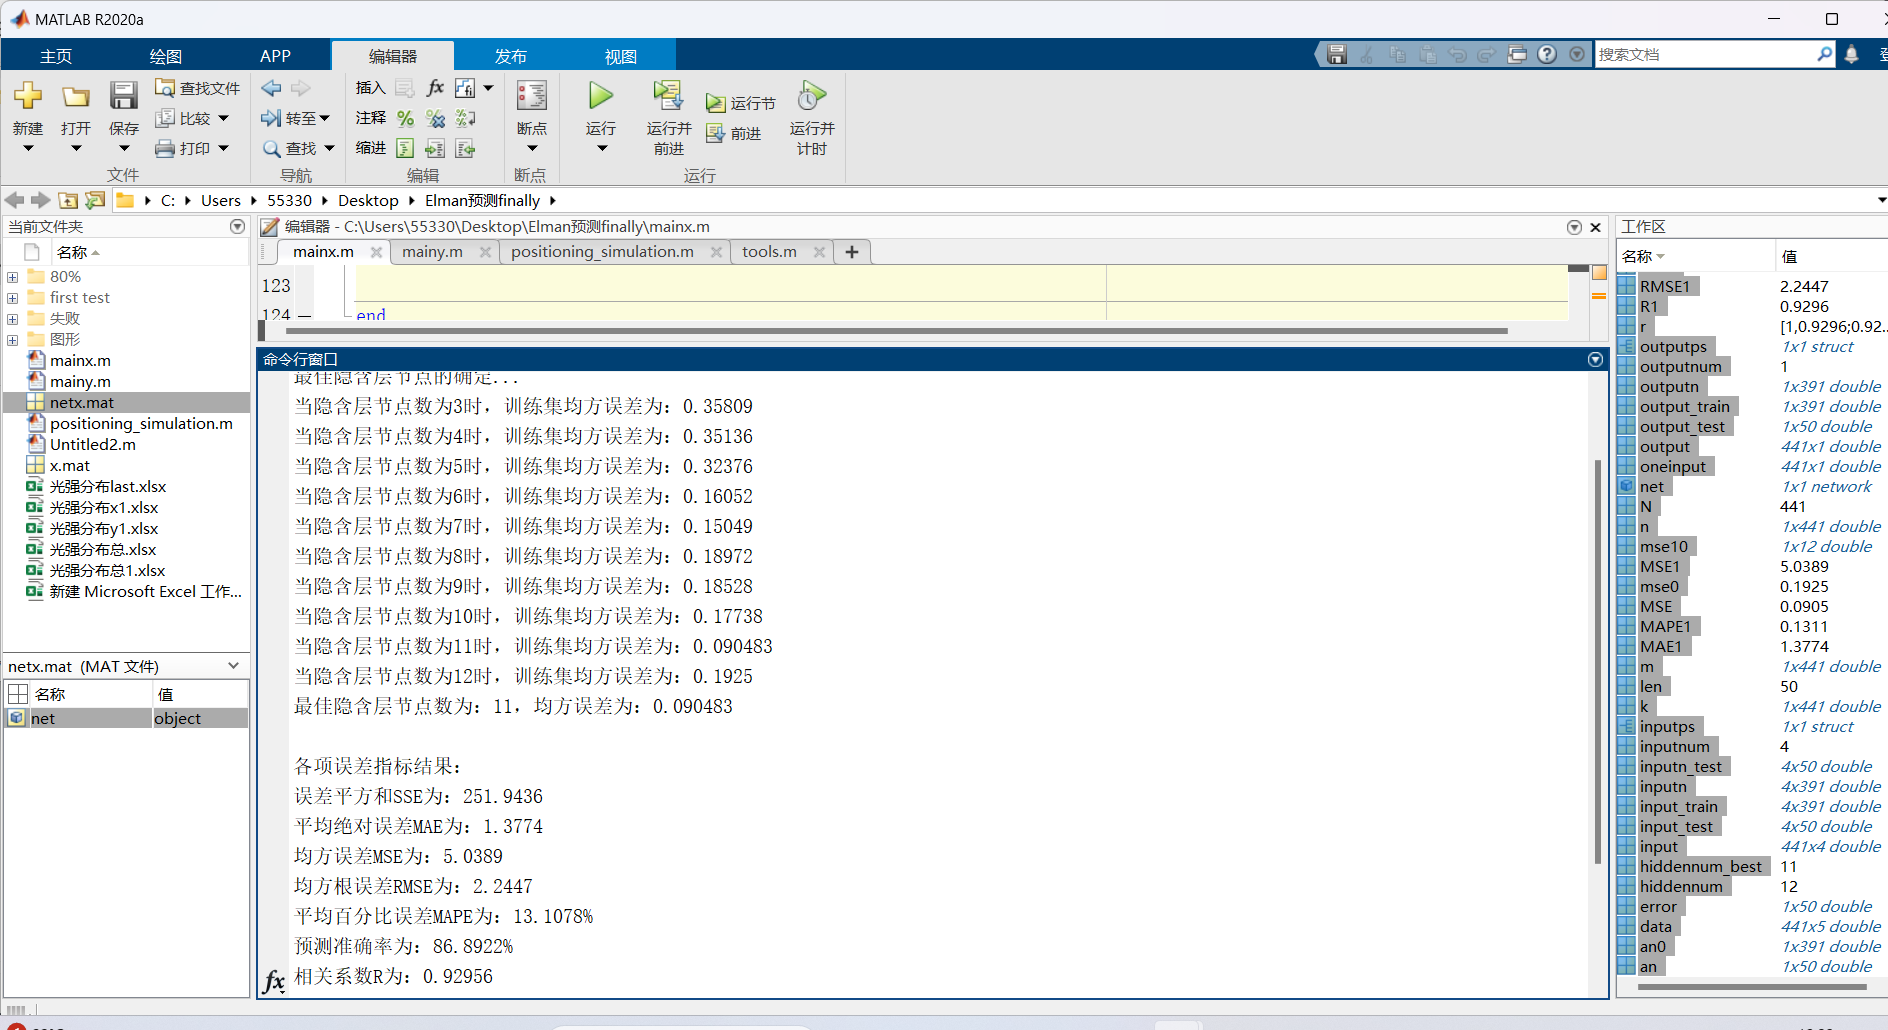 MATLAB R2020a
主页 绘图 APP 编辑器 发布 视图
搜索文档
新建 打开 保存 查找文件 比较 打印
文件
转至 查找
导航
插入 fx
注释
缩进
编辑
断点
断点
运行 运行并前进 运行节 前进 运行并计时
运行
C: Users 55330 Desktop Elman预测finally
当前文件夹
名称
80%
first test
失败
图形
mainx.m
mainy.m
netx.mat
positioning_simulation.m
Untitled2.m
x.mat
光强分布last.xlsx
光强分布x1.xlsx
光强分布y1.xlsx
光强分布总.xlsx
光强分布总1.xlsx
新建 Microsoft Excel 工作...
netx.mat (MAT 文件)
名称 值
net object
编辑器 - C:\Users\55330\Desktop\Elman预测finally\mainx.m
mainx.m mainy.m positioning_simulation.m tools.m
123
124 — end
命令行窗口
最佳隐含层节点的确定...
当隐含层节点数为3时，训练集均方误差为：0.35809
当隐含层节点数为4时，训练集均方误差为：0.35136
当隐含层节点数为5时，训练集均方误差为：0.32376
当隐含层节点数为6时，训练集均方误差为：0.16052
当隐含层节点数为7时，训练集均方误差为：0.15049
当隐含层节点数为8时，训练集均方误差为：0.18972
当隐含层节点数为9时，训练集均方误差为：0.18528
当隐含层节点数为10时，训练集均方误差为：0.17738
当隐含层节点数为11时，训练集均方误差为：0.090483
当隐含层节点数为12时，训练集均方误差为：0.1925
最佳隐含层节点数为：11，均方误差为：0.090483
各项误差指标结果：
误差平方和SSE为：251.9436
平均绝对误差MAE为：1.3774
均方误差MSE为：5.0389
均方根误差RMSE为：2.2447
平均百分比误差MAPE为：13.1078%
预测准确率为：86.8922%
fx 相关系数R为：0.92956
工作区
名称 值
RMSE1 2.2447
R1 0.9296
r [1,0.9296;0.92...
outputps 1x1 struct
outputnum 1
outputn 1x391 double
output_train 1x391 double
output_test 1x50 double
output 441x1 double
oneinput 441x1 double
net 1x1 network
N 441
n 1x441 double
mse10 1x12 double
MSE1 5.0389
mse0 0.1925
MSE 0.0905
MAPE1 0.1311
MAE1 1.3774
m 1x441 double
len 50
k 1x441 double
inputps 1x1 struct
inputnum 4
inputn_test 4x50 double
inputn 4x391 double
input_train 4x391 double
input_test 4x50 double
input 441x4 double
hiddennum_best 11
hiddennum 12
error 1x50 double
data 441x5 double
an0 1x391 double
an 1x50 double